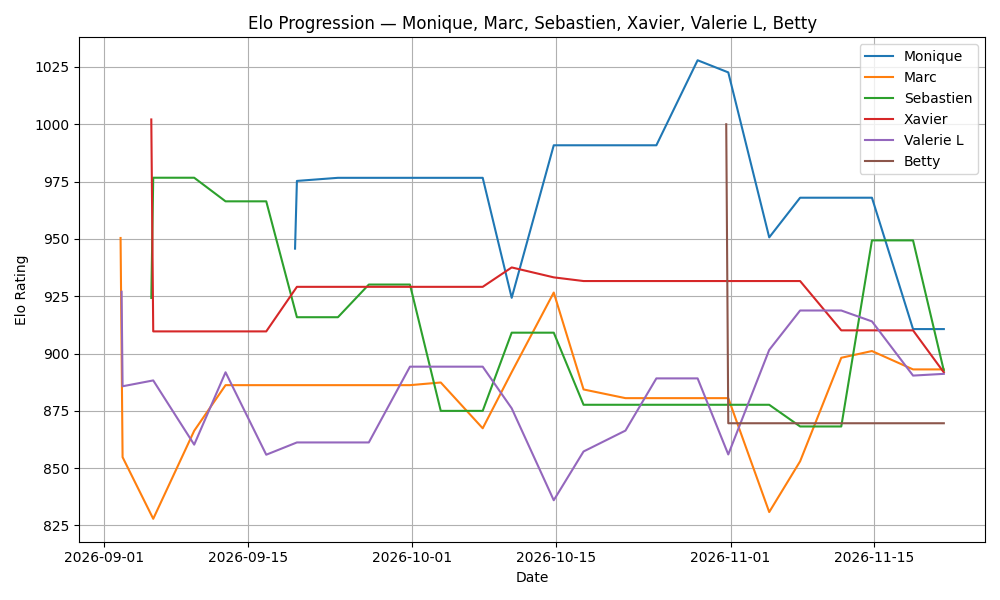 Elo Progression — Monique, Marc, Sebastien, Xavier, Valerie L, Betty
Elo Rating
1025
1000
975
950
925
900
875
850
825
Monique
Marc
Sebastien
Xavier
Valerie L
Betty
2026-09-01
2026-09-15
2026-10-01
2026-10-15
2026-11-01
2026-11-15
Date